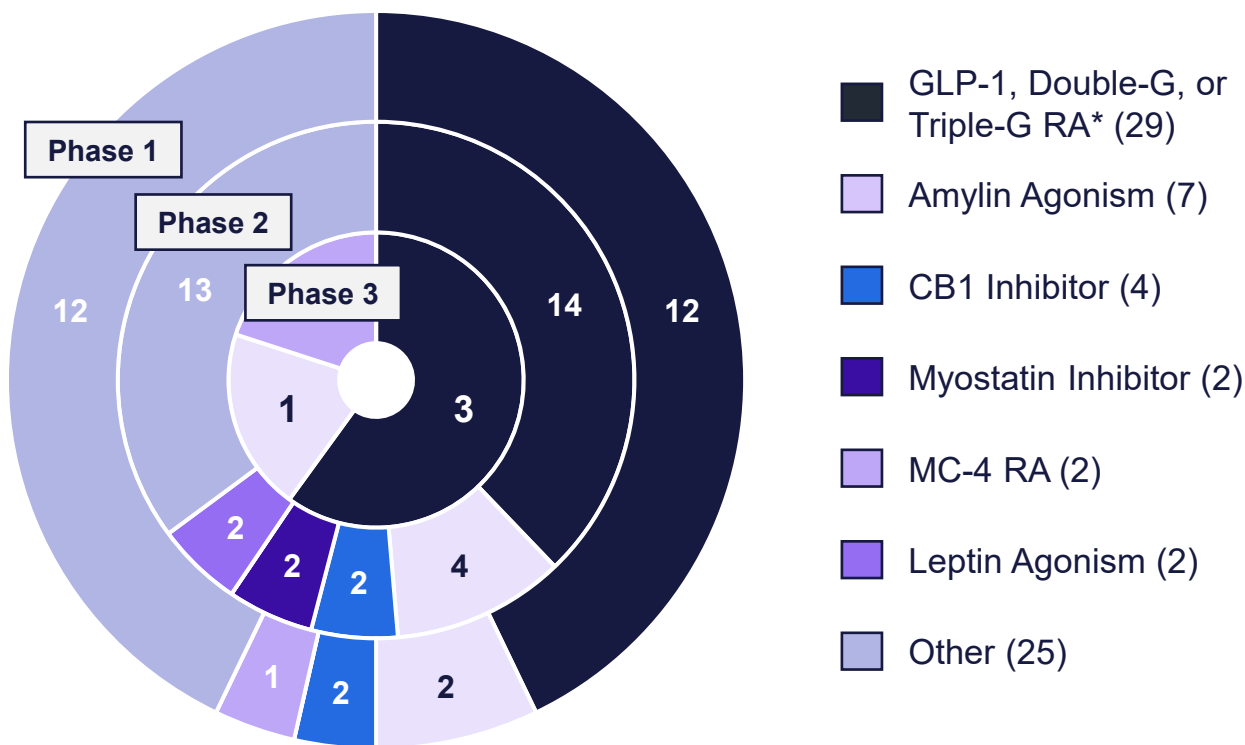 Phase 1
Phase 2
Phase 3
12
13
1
3
14
12
2
2
2
4
1
2
2
GLP-1, Double-G, or
Triple-G RA* (29)
Amylin Agonism (7)
CB1 Inhibitor (4)
Myostatin Inhibitor (2)
MC-4 RA (2)
Leptin Agonism (2)
Other (25)